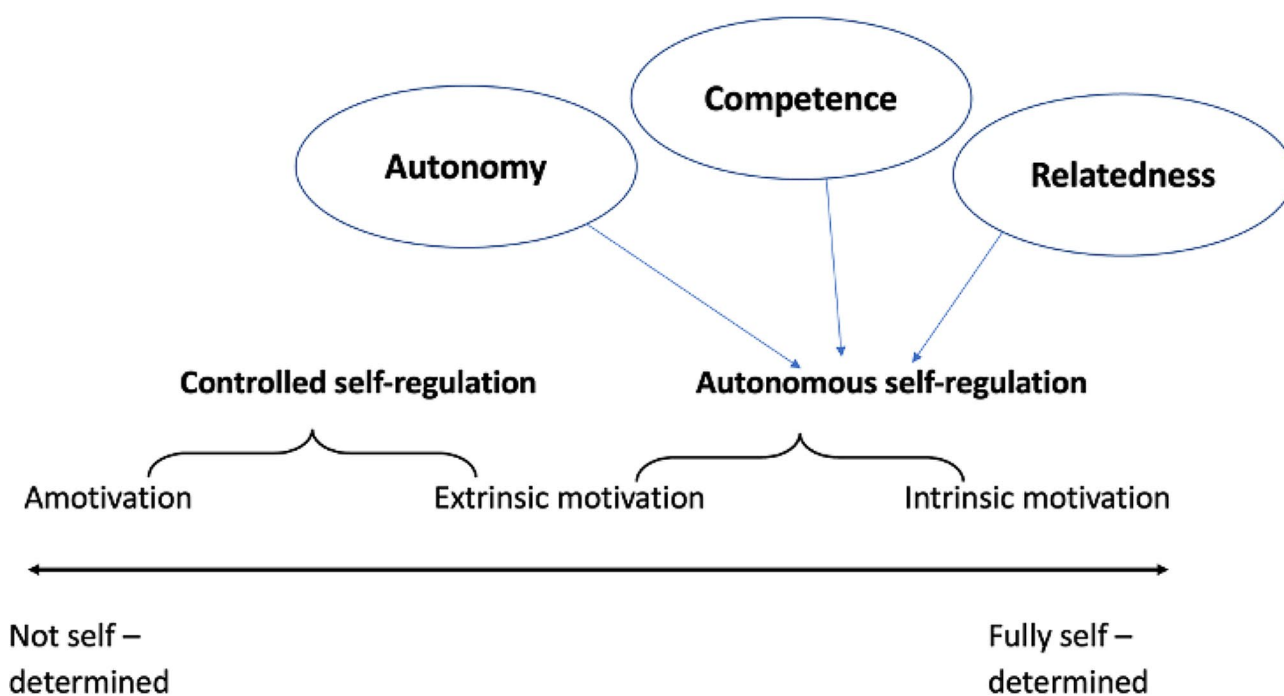 Competence
Autonomy
Relatedness
Controlled self-regulation
Autonomous self-regulation
Amotivation
Extrinsic motivation
Intrinsic motivation
Not self –
determined
Fully self –
determined